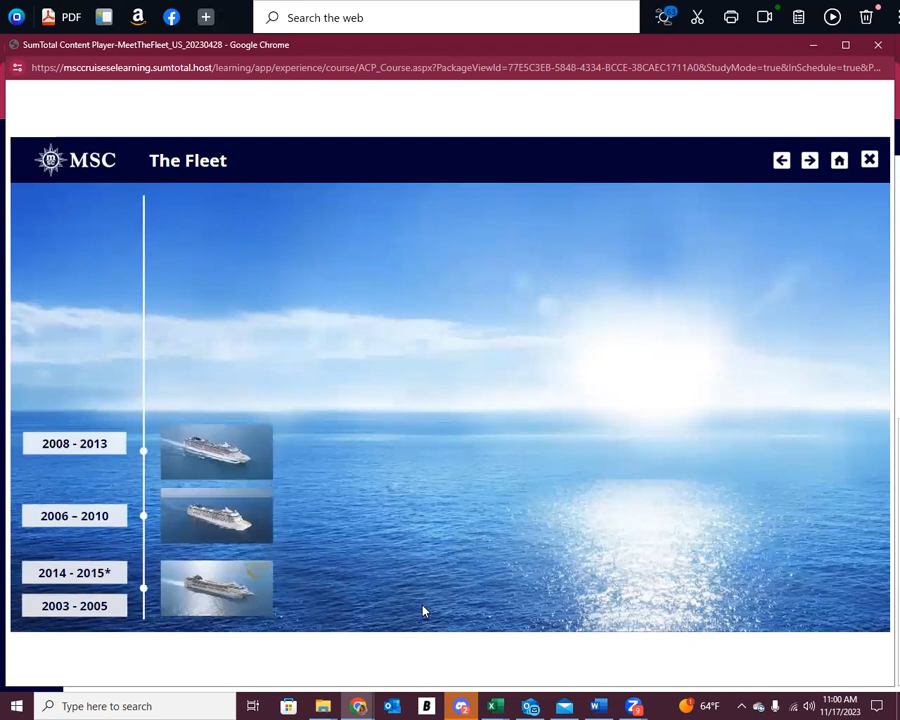 PDF
Search the web
63
SumTotal Content Player-MeetTheFleet_US_20230428 - Google Chrome
https://msccruiseselearning.sumtotal.host/learning/app/experience/course/ACP_Course.aspx?PackageViewId=77E5C3EB-5848-4334-BCCE-38CAEC1711A0&StudyMode=true&InSchedule=true&P...
MSC
The Fleet
2008 - 2013
2006 – 2010
2014 - 2015*
2003 - 2005
Type here to search
B
64°F
11:00 AM
11/17/2023